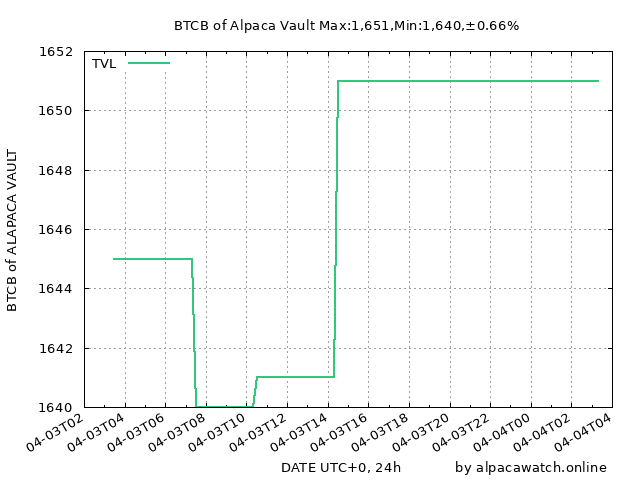 BTCB of Alpaca Vault Max:1,651,Min:1,640,±0.66%
TVL
1652
1650
1648
1646
1644
1642
1640
BTCB of ALAPACA VAULT
04-03T02
04-03T04
04-03T06
04-03T08
04-03T10
04-03T12
04-03T14
04-03T16
04-03T18
04-03T20
04-03T22
04-04T00
04-04T02
04-04T04
DATE UTC+0, 24h
by alpacawatch.online